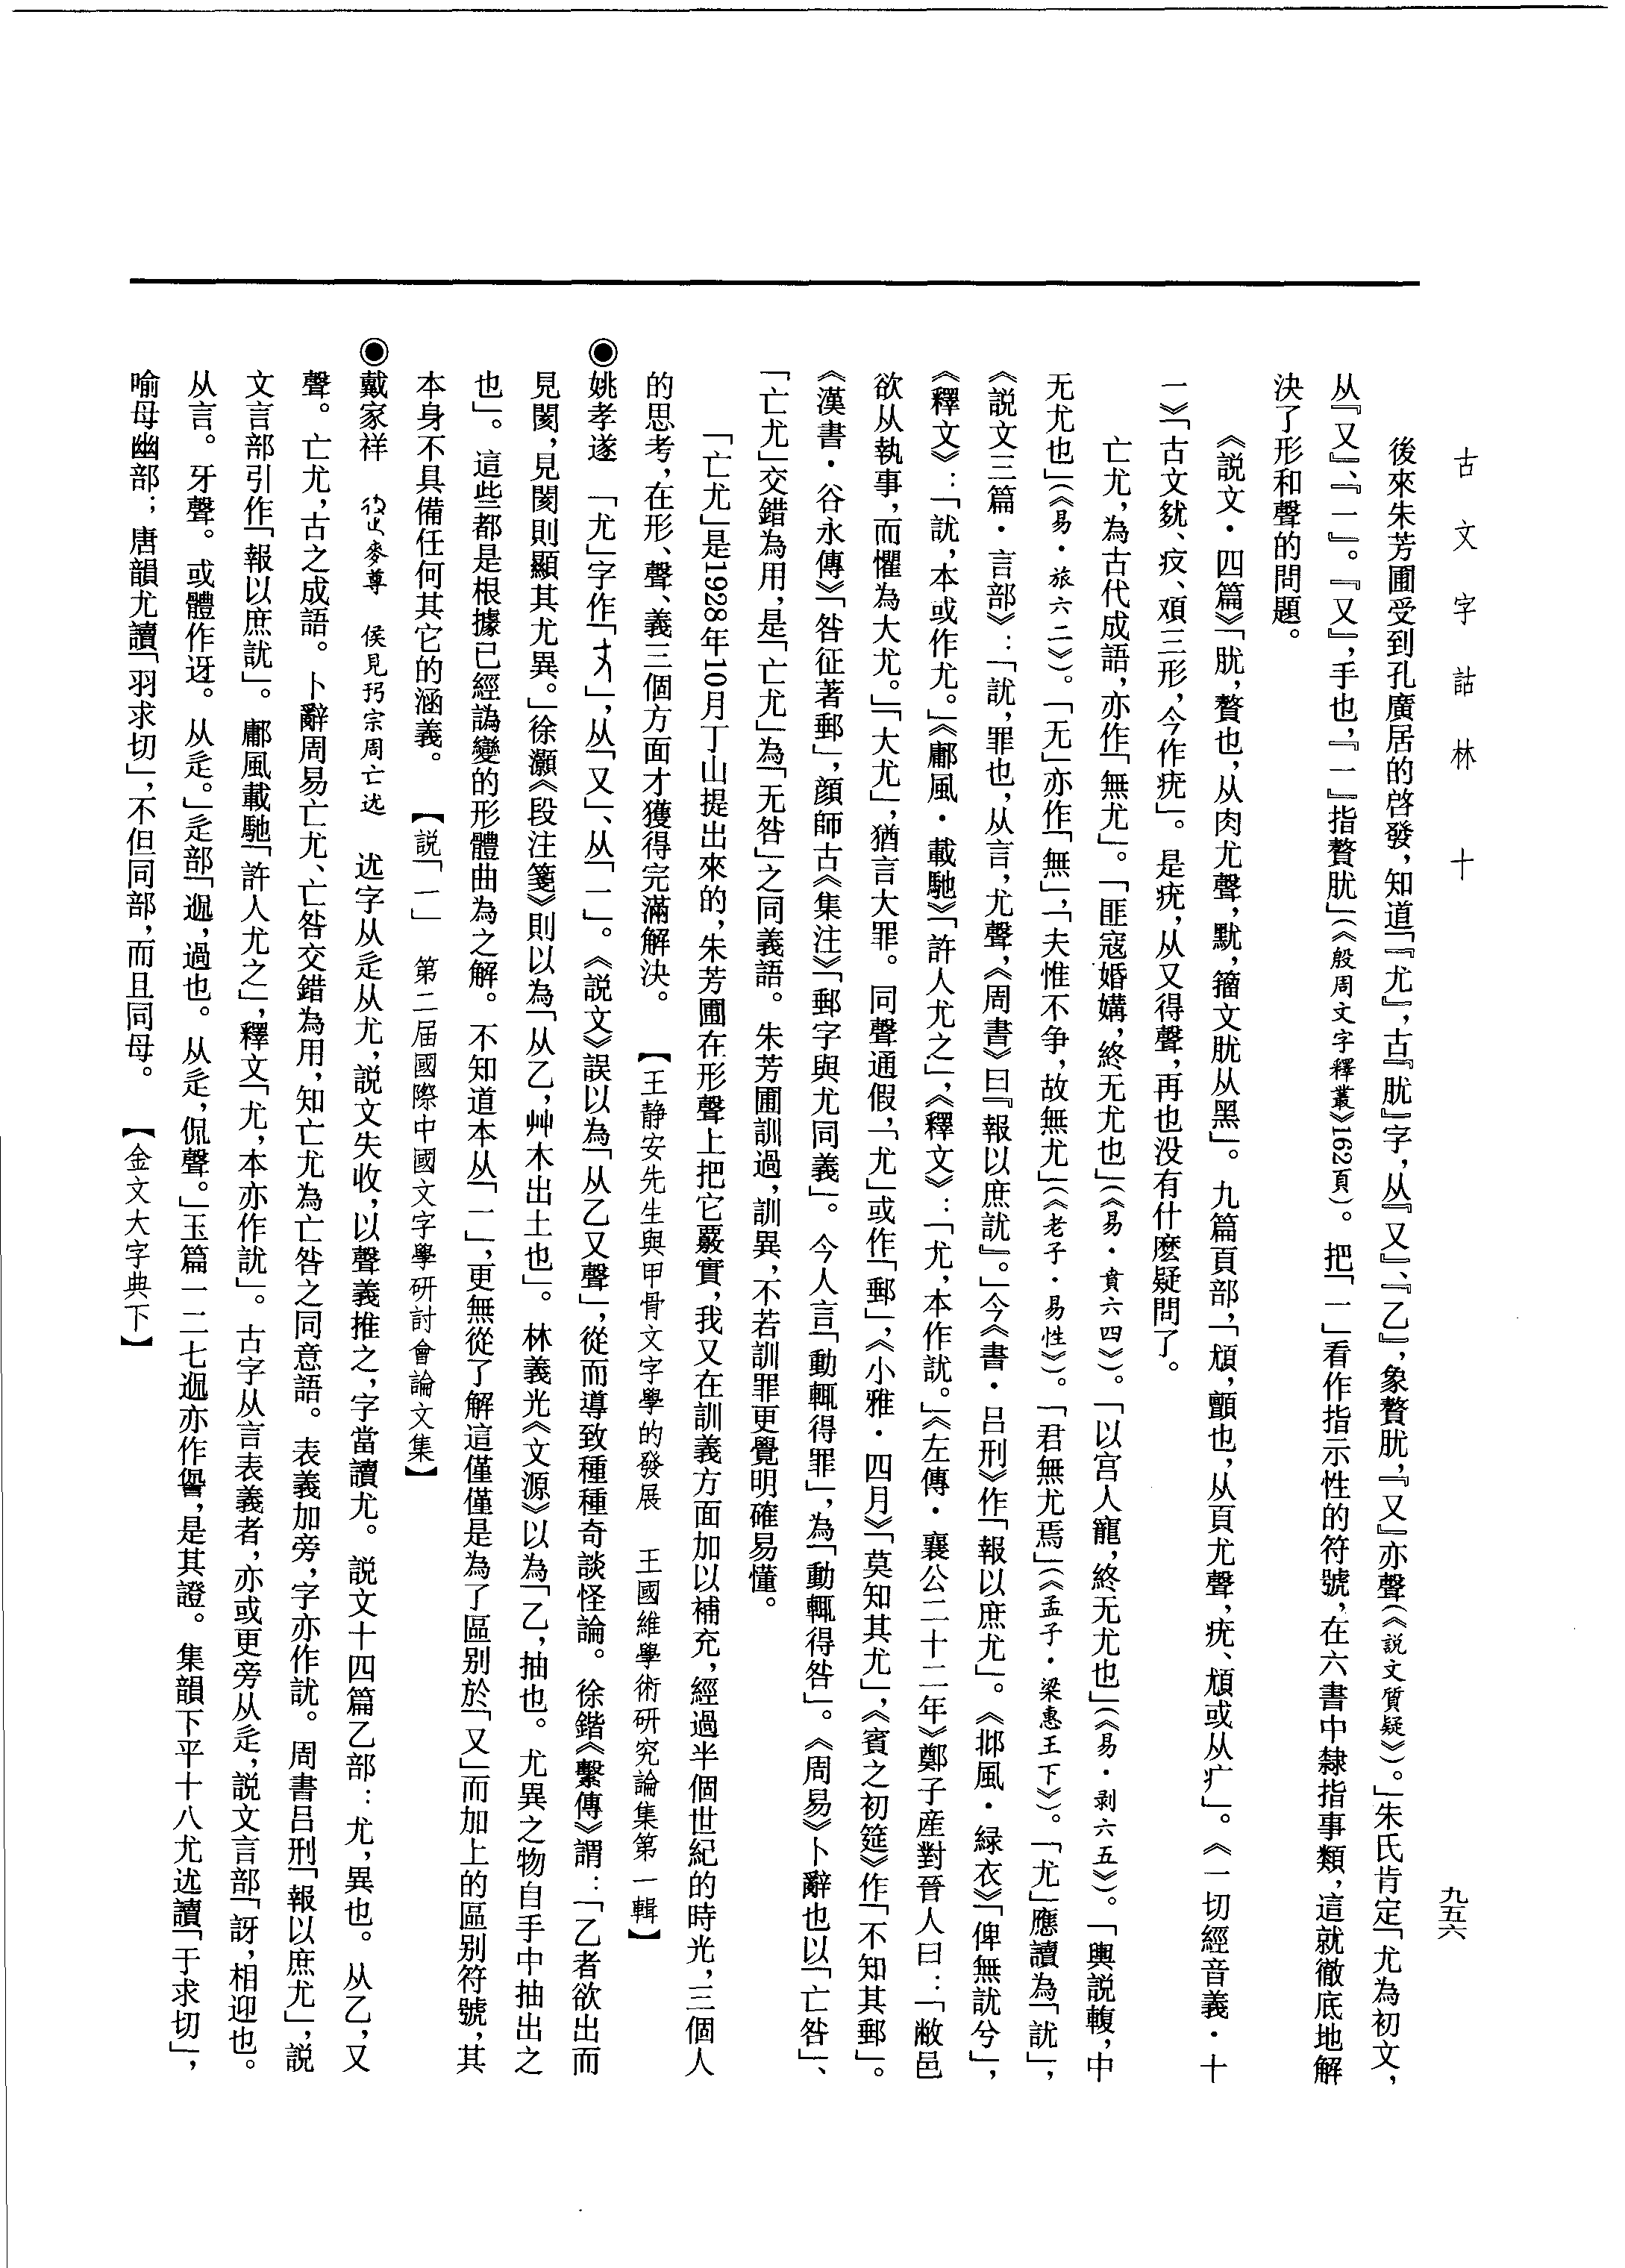 古文字詁林 十
九五六
後來朱芳圃受到孔廣居的啓發，知道「『尤』，古『肬』字，从『又』、『乙』，象贅肬，『又』亦聲（《説文質疑》）。」朱氏肯定「尤為初文，
从『又』、『一』。『又』，手也，『一』指贅肬」（《殷周文字釋叢》162頁）。把「一」看作指示性的符號，在六書中隸指事類，這就徹底地解
決了形和聲的問題。
《説文・四篇》「肬，贅也，从肉尤聲，䵢，籀文肬从黑」。九篇頁部，「頄，顫也，从頁尤聲，疣、頄或从疒」。《一切經音義・十
一》「古文㽸、疫、頄三形，今作疣」。是疣，从又得聲，再也没有什麽疑問了。
亡尤，為古代成語，亦作「無尤」。「匪寇婚媾，終无尤也」（《易・賁六四》）。「以宫人寵，終无尤也」（《易・剥六五》）。「輿説輹，中
无尤也」（《易・旅六二》）。「无」亦作「無」，「夫惟不争，故無尤」（《老子・易性》）。「君無尤焉」（《孟子・梁惠王下》）。「尤」應讀為「訧」，
《説文三篇・言部》：「訧，罪也，从言，尤聲，《周書》曰『報以庶訧』。」今《書・吕刑》作「報以庶尤」。《邶風・緑衣》「俾無訧兮」，
《釋文》：「訧，本或作尤。」《鄘風・載馳》「許人尤之」，《釋文》：「尤，本作訧。」《左傳・襄公二十二年》鄭子産對晉人曰：「敝邑
欲从執事，而懼為大尤。」「大尤」，猶言大罪。同聲通假，「尤」或作「郵」，《小雅・四月》「莫知其尤」，《賓之初筵》作「不知其郵」。
《漢書・谷永傳》「咎征著郵」，顔師古《集注》「郵字與尤同義」。今人言「動輒得罪」，為「動輒得咎」。《周易》卜辭也以「亡咎」、
「亡尤」交錯為用，是「亡尤」為「无咎」之同義語。朱芳圃訓過，訓異，不若訓罪更覺明確易懂。
「亡尤」是1928年10月丁山提出來的，朱芳圃在形聲上把它覈實，我又在訓義方面加以補充，經過半個世紀的時光，三個人
的思考，在形、聲、義三個方面才獲得完滿解決。【王静安先生與甲骨文字學的發展　王國維學術研究論集第一輯】
◉姚孝遂　「尤」字作「」，从「又」、从「一」。《説文》誤以為「从乙又聲」，從而導致種種奇談怪論。徐鍇《繫傳》謂：「乙者欲出而
見閡，見閡則顯其尤異。」徐灝《段注箋》則以為「从乙，艸木出土也」。林義光《文源》以為「乙，抽也。尤異之物自手中抽出之
也」。這些都是根據已經譌變的形體曲為之解。不知道本从「一」，更無從了解這僅僅是為了區别於「又」而加上的區别符號，其
本身不具備任何其它的涵義。【説「一」　第二届國際中國文字學研討會論文集】
◉戴家祥　麥尊　侯見㺇宗周亡𨒪　𨒪字从辵从尤，説文失收，以聲義推之，字當讀尤。説文十四篇乙部：尤，異也。从乙，又
聲。亡尤，古之成語。卜辭周易亡尤、亡咎交錯為用，知亡尤為亡咎之同意語。表義加旁，字亦作訧。周書吕刑「報以庶尤」，説
文言部引作「報以庶訧」。鄘風載馳「許人尤之」，釋文「尤，本亦作訧」。古字从言表義者，亦或更旁从辵，説文言部「訝，相迎也。
从言。牙聲。或體作迓。从辵。」辵部「𨓏，過也。从辵，侃聲。」玉篇一二七𨓏亦作諐，是其證。集韻下平十八尤𨒪讀「于求切」，
喻母幽部；唐韻尤讀「羽求切」，不但同部，而且同母。【金文大字典下】